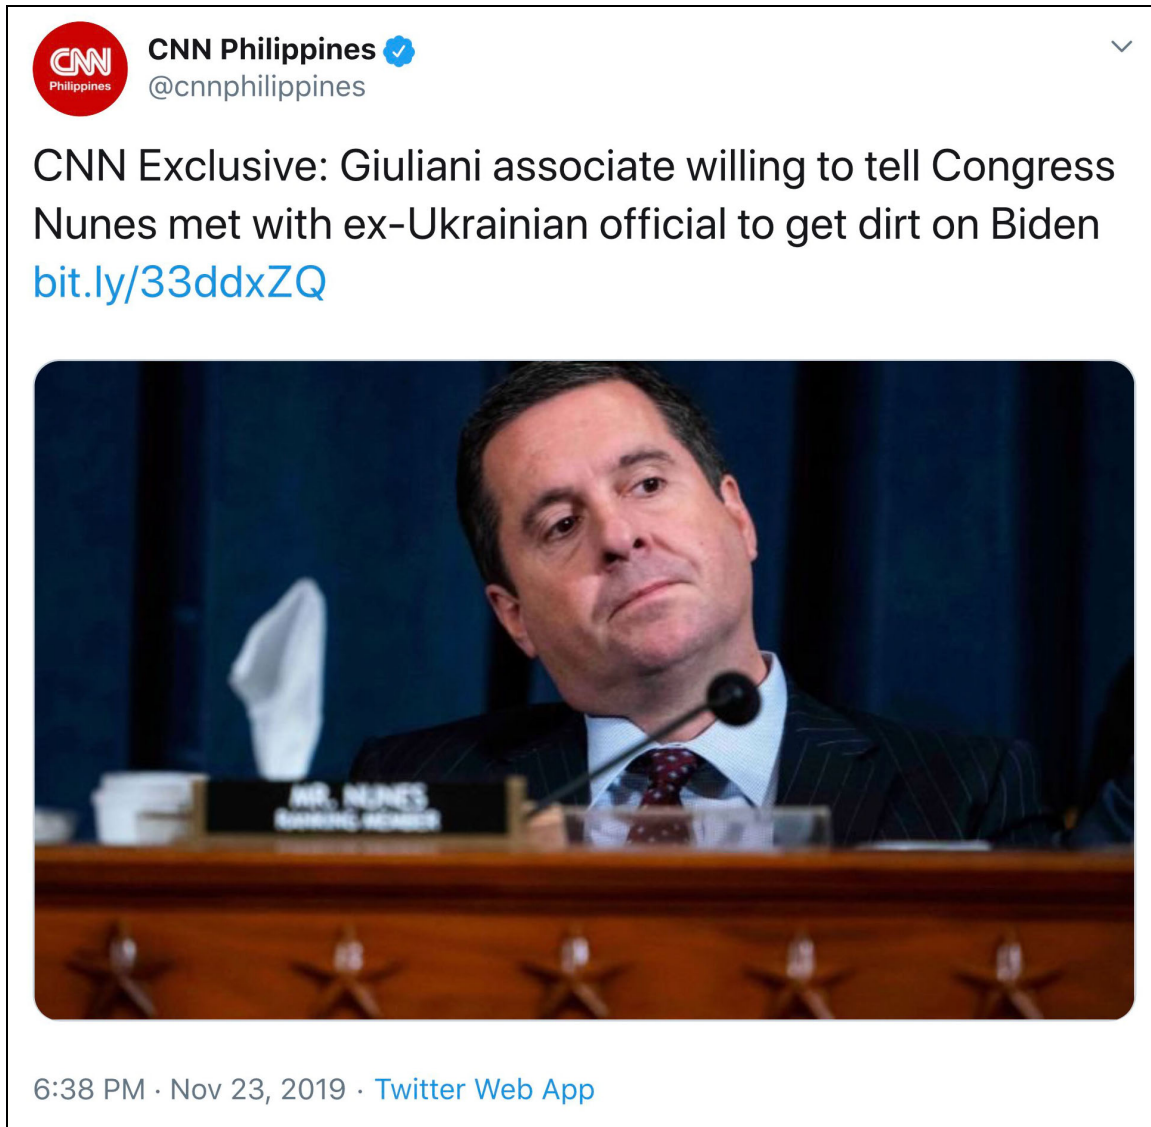 CNN
Philippines
CNN Philippines
@cnnphilippines
CNN Exclusive: Giuliani associate willing to tell Congress
Nunes met with ex-Ukrainian official to get dirt on Biden
bit.ly/33ddxZQ
MR. NUNES
RANKING MEMBER
6:38 PM · Nov 23, 2019 · Twitter Web App